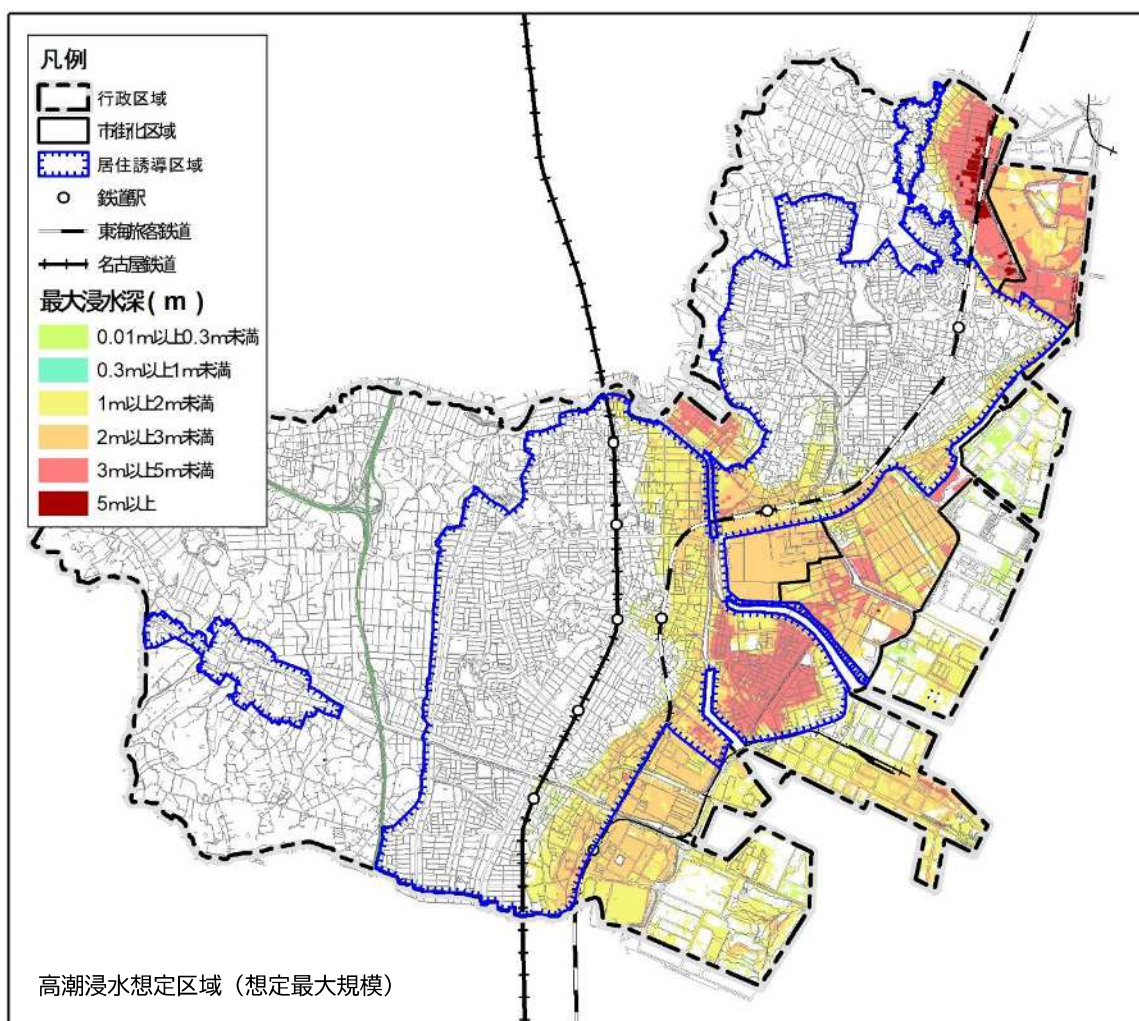 凡例
行政区域
市街化区域
居住誘導区域
鉄道駅
東海旅客鉄道
名古屋鉄道
最大浸水深(m)
0.01m以上0.3m未満
0.3m以上1m未満
1m以上2m未満
2m以上3m未満
3m以上5m未満
5m以上
高潮浸水想定区域（想定最大規模）